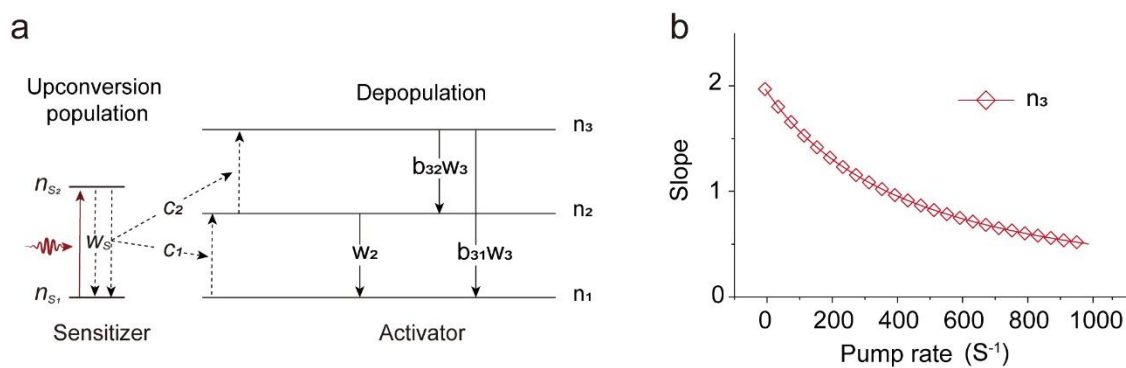 a
Upconversion
population
Depopulation
n₃
b₃₂w₃
n_S2
c₂
n₂
w_S
c₁
w₂
b₃₁w₃
n_S1
n₁
Sensitizer
Activator
b
2
n₃
Slope
1
0
0 200 400 600 800 1000
Pump rate (S⁻¹)